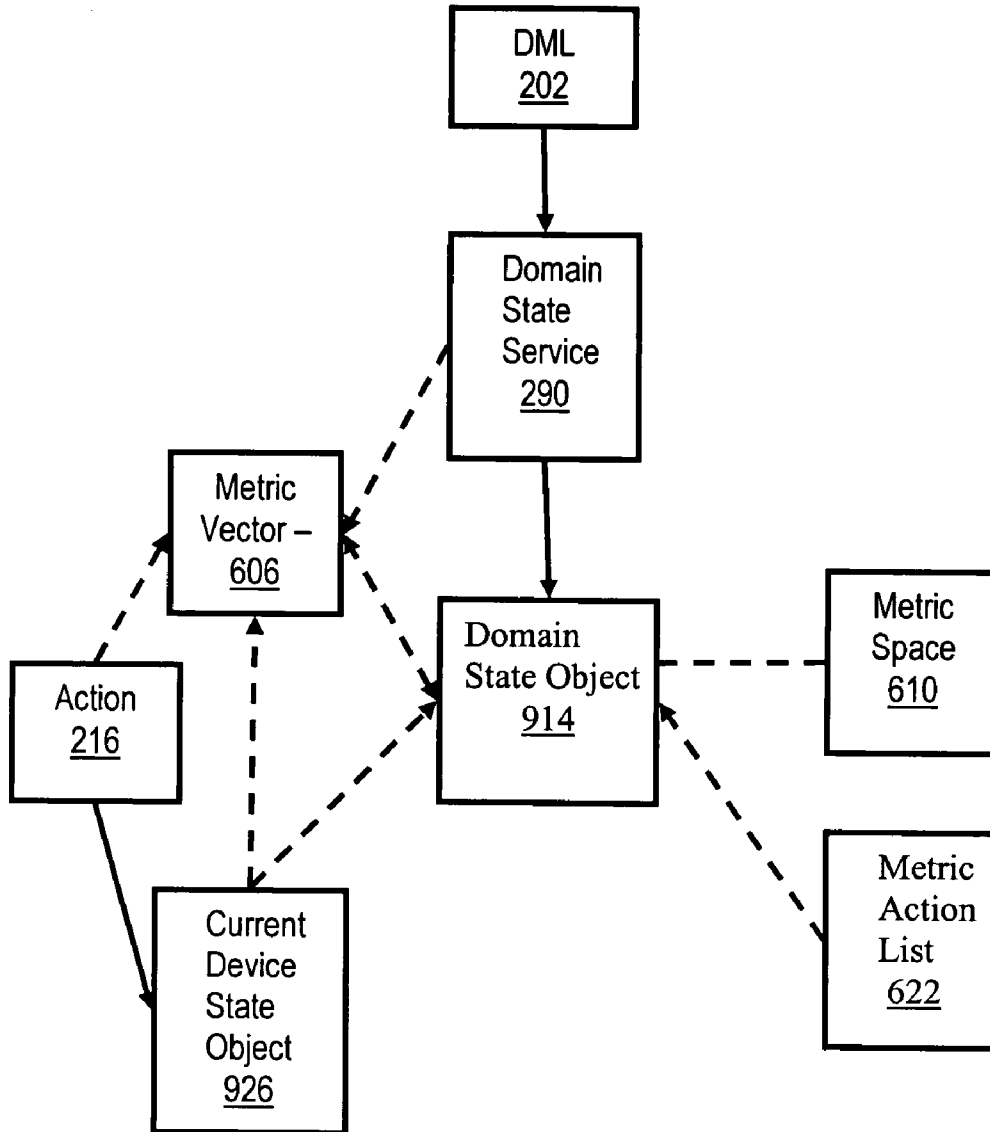 DML
202
Domain
State
Service
290
Metric
Vector –
606
Domain
State Object
914
Metric
Space
610
Action
216
Current
Device
State
Object
926
Metric
Action
List
622